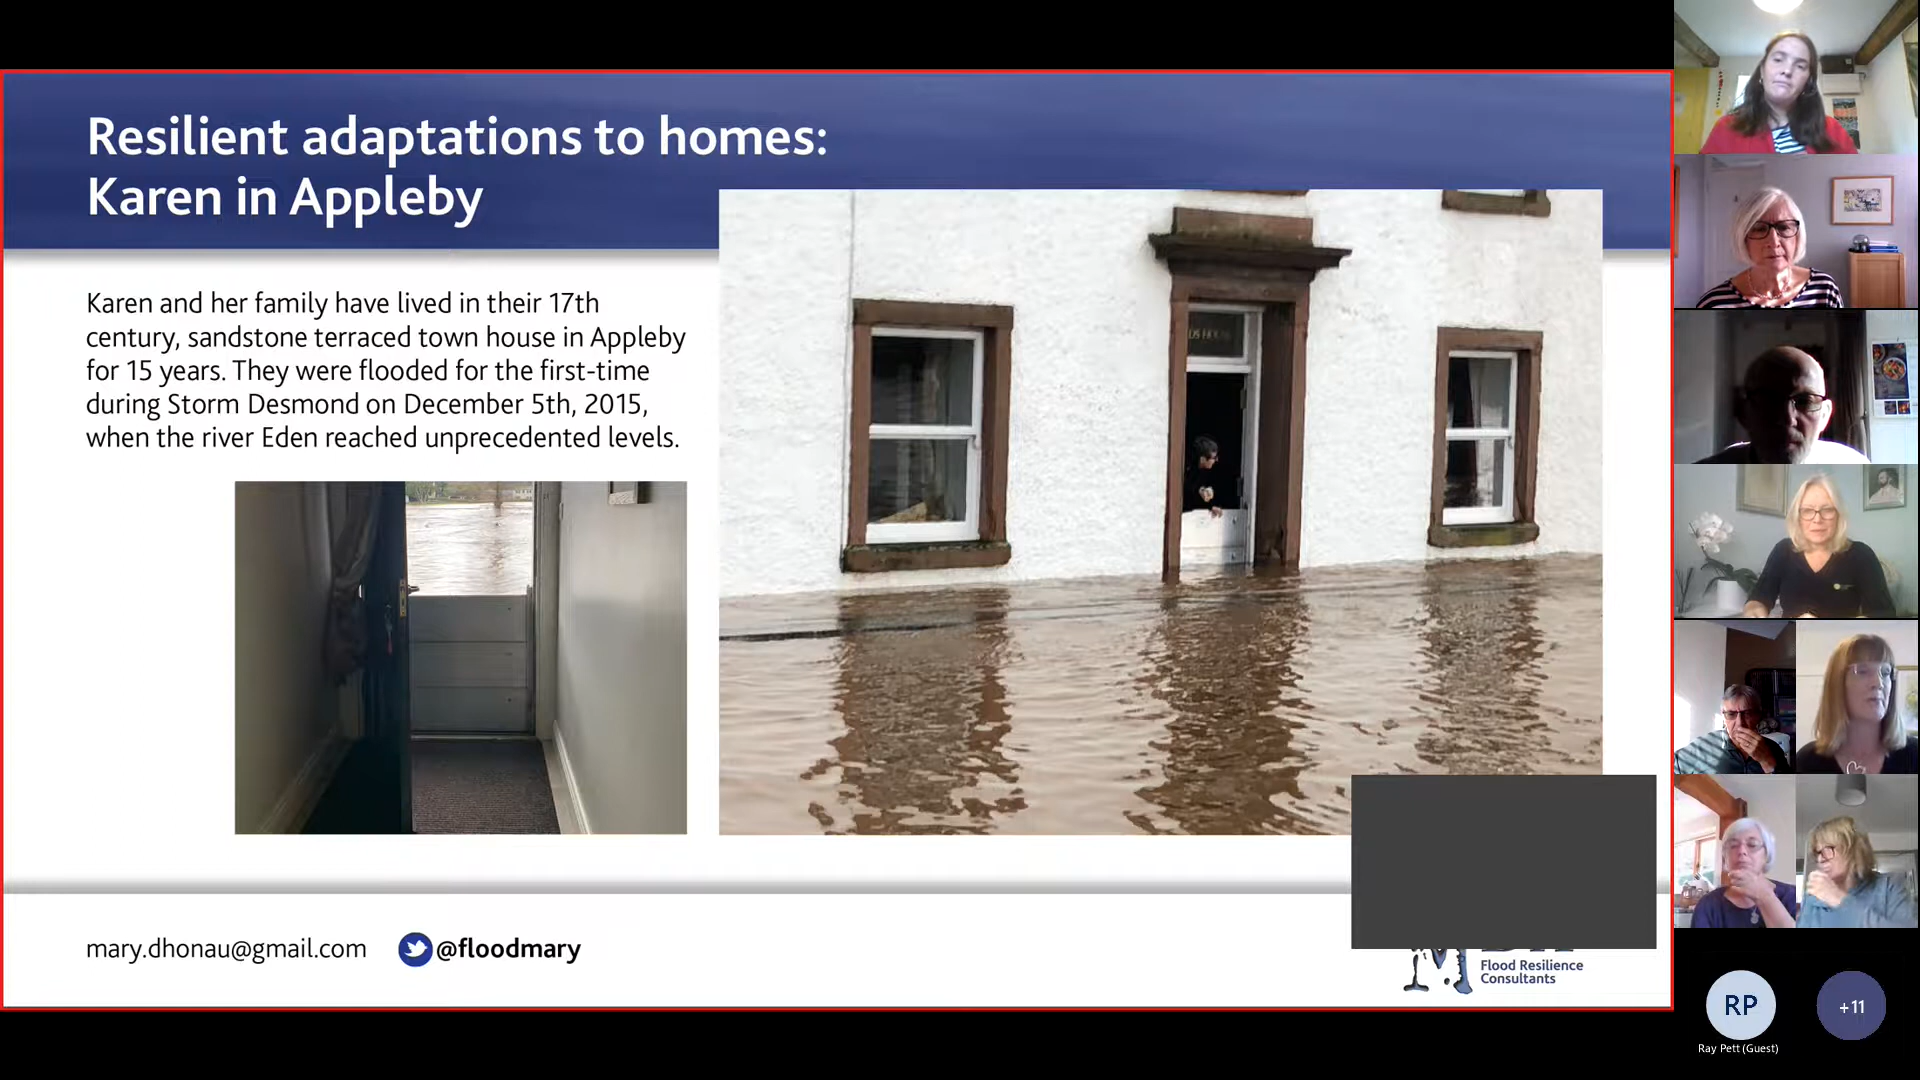 Resilient adaptations to homes:
Karen in Appleby
Karen and her family have lived in their 17th
century, sandstone terraced town house in Appleby
for 15 years. They were flooded for the first-time
during Storm Desmond on December 5th, 2015,
when the river Eden reached unprecedented levels.
mary.dhonau@gmail.com
@floodmary
Flood Resilience
Consultants
RP
+11
Ray Pett (Guest)